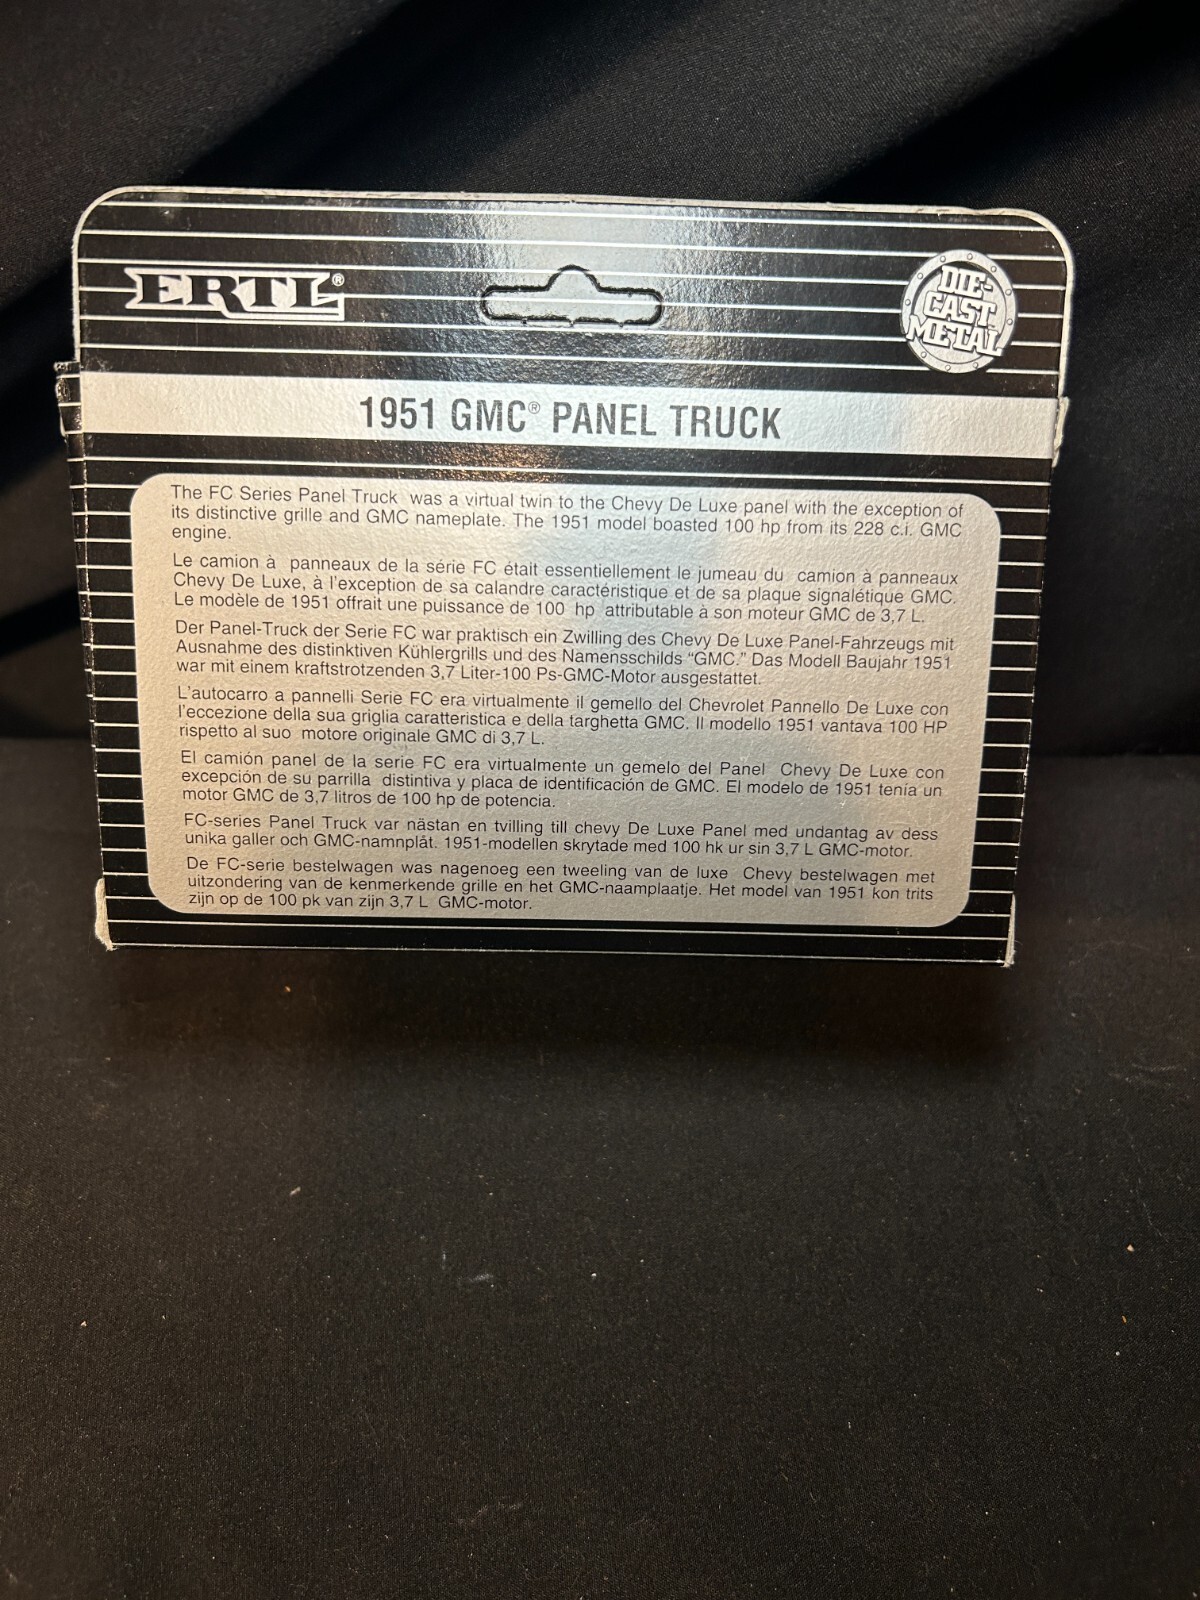 ERTL®
DIE-
CAST
METAL
1951 GMC® PANEL TRUCK
The FC Series Panel Truck was a virtual twin to the Chevy De Luxe panel with the exception of
its distinctive grille and GMC nameplate. The 1951 model boasted 100 hp from its 228 c.i. GMC
engine.
Le camion à panneaux de la série FC était essentiellement le jumeau du camion à panneaux
Chevy De Luxe, à l'exception de sa calandre caractéristique et de sa plaque signalétique GMC.
Le modèle de 1951 offrait une puissance de 100 hp attributable à son moteur GMC de 3,7 L.
Der Panel-Truck der Serie FC war praktisch ein Zwilling des Chevy De Luxe Panel-Fahrzeugs mit
Ausnahme des distinktiven Kühlergrills und des Namensschilds "GMC." Das Modell Baujahr 1951
war mit einem kraftstrotzenden 3,7 Liter-100 Ps-GMC-Motor ausgestattet.
L'autocarro a pannelli Serie FC era virtualmente il gemello del Chevrolet Pannello De Luxe con
l'eccezione della sua griglia caratteristica e della targhetta GMC. Il modello 1951 vantava 100 HP
rispetto al suo motore originale GMC di 3,7 L.
El camión panel de la serie FC era virtualmente un gemelo del Panel Chevy De Luxe con
excepción de su parrilla distintiva y placa de identificación de GMC. El modelo de 1951 tenía un
motor GMC de 3,7 litros de 100 hp de potencia.
FC-series Panel Truck var nästan en tvilling till chevy De Luxe Panel med undantag av dess
unika galler och GMC-namnplåt. 1951-modellen skrytade med 100 hk ur sin 3,7 L GMC-motor.
De FC-serie bestelwagen was nagenoeg een tweeling van de luxe Chevy bestelwagen met
uitzondering van de kenmerkende grille en het GMC-naamplaatje. Het model van 1951 kon trits
zijn op de 100 pk van zijn 3,7 L GMC-motor.